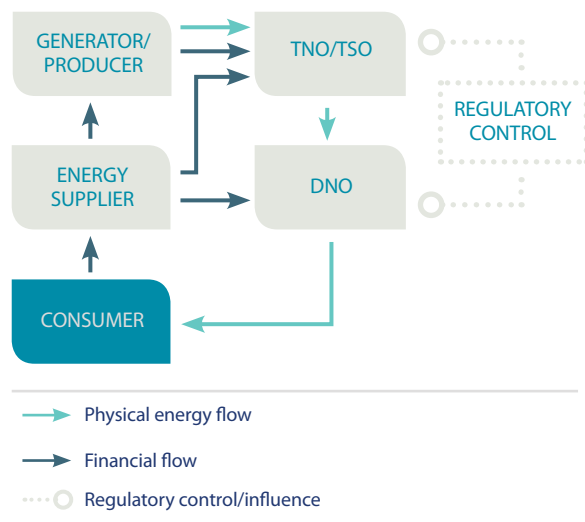 GENERATOR/
PRODUCER
TNO/TSO
REGULATORY
CONTROL
ENERGY
SUPPLIER
DNO
CONSUMER
Physical energy flow
Financial flow
Regulatory control/influence